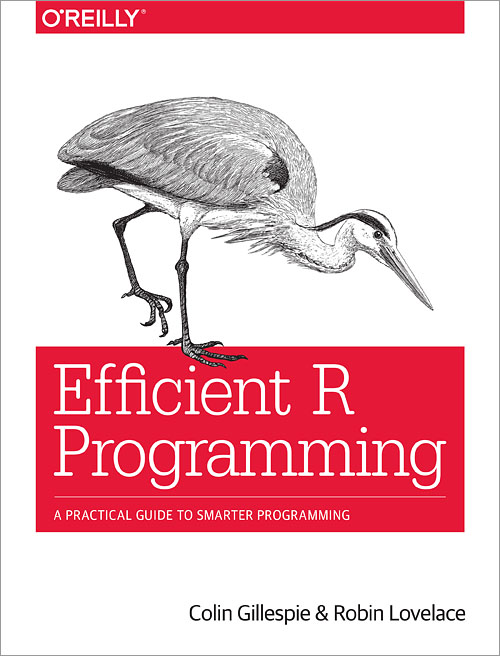 O'REILLY®
Efficient R
Programming
A PRACTICAL GUIDE TO SMARTER PROGRAMMING
Colin Gillespie & Robin Lovelace